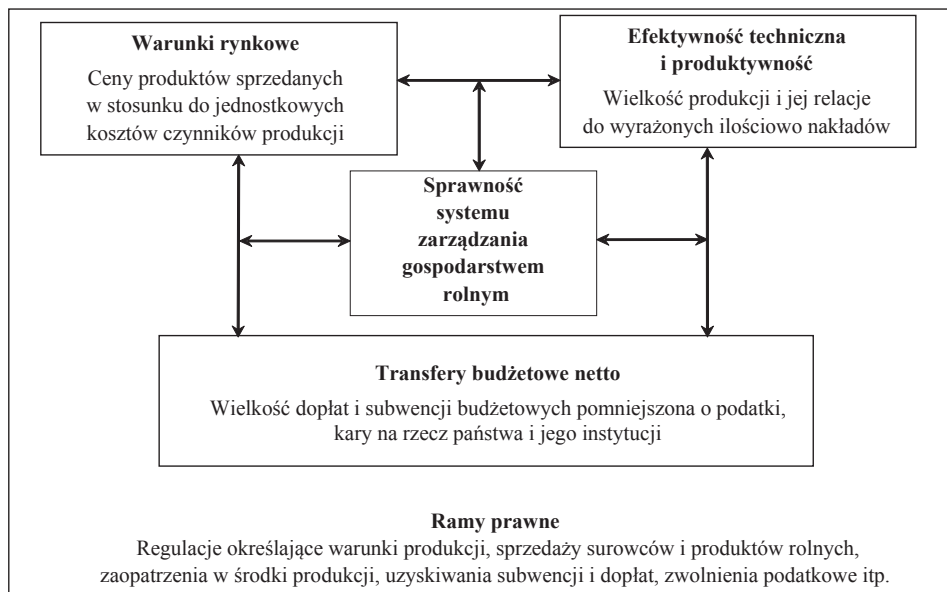 Warunki rynkowe
Ceny produktów sprzedanych
w stosunku do jednostkowych
kosztów czynników produkcji
Efektywność techniczna
i produktywność
Wielkość produkcji i jej relacje
do wyrażonych ilościowo nakładów
Sprawność
systemu
zarządzania
gospodarstwem
rolnym
Transfery budżetowe netto
Wielkość dopłat i subwencji budżetowych pomniejszona o podatki,
kary na rzecz państwa i jego instytucji
Ramy prawne
Regulacje określające warunki produkcji, sprzedaży surowców i produktów rolnych,
zaopatrzenia w środki produkcji, uzyskiwania subwencji i dopłat, zwolnienia podatkowe itp.